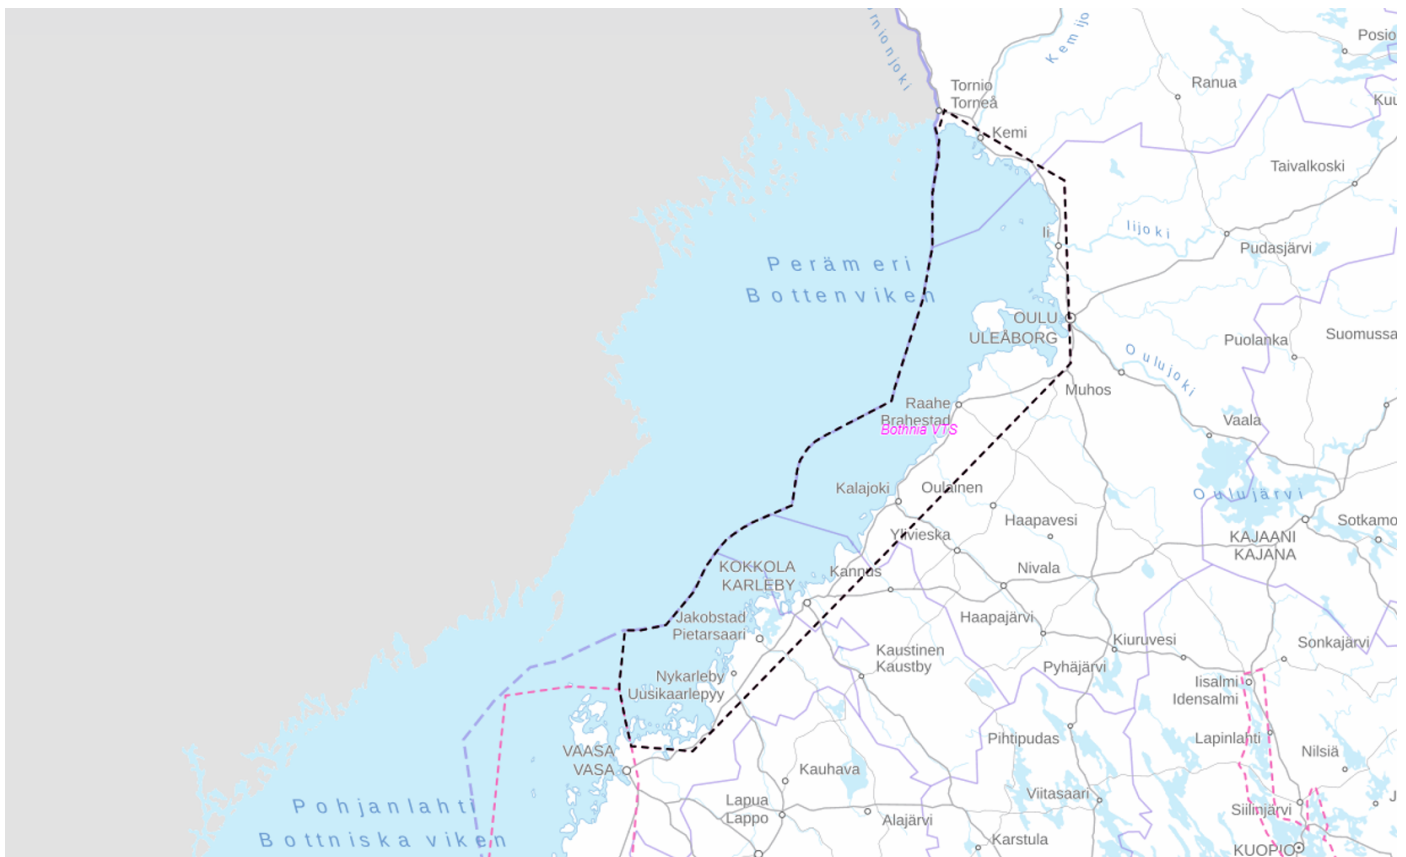 rnionjoki
Kemijo
Posio
Ranua
Tornio
Torneå
Kuu
Kemi
Taivalkoski
Ii
Iijoki
Pudasjärvi
Perämeri
Bottenviken
OULU
ULEÅBORG
Puolanka
Suomussa
Oulujoki
Muhos
Raahe
Brahestad
Bothnia VTS
Vaala
Kalajoki
Oulainen
Oulujärvi
Haapavesi
Sotkamo
Ylivieska
KAJAANI
KAJANA
KOKKOLA
KARLEBY
Kannus
Nivala
Jakobstad
Pietarsaari
Haapajärvi
Kiuruvesi
Sonkajärvi
Kaustinen
Kaustby
Nykarleby
Uusikaarlepyy
Pyhäjärvi
Iisalmi
Idensalmi
Pihtipudas
Lapinlahti
Nilsiä
VAASA
VASA
Kauhava
Viitasaari
Pohjanlahti
Bottniska viken
Lapua
Lappo
Alajärvi
Siilinjärvi
J
Karstula
KUOPIO